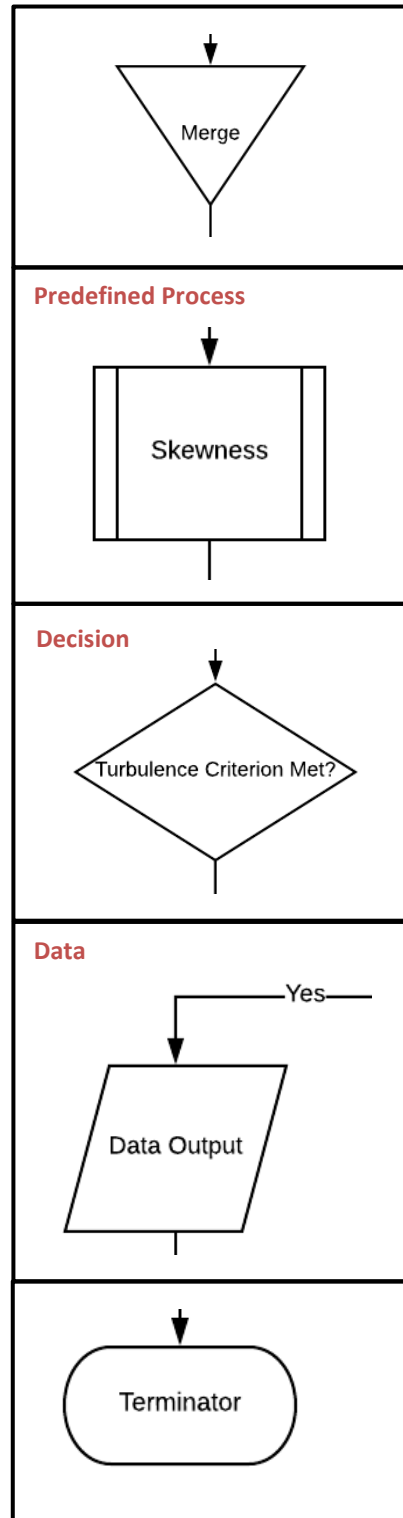 Merge
Predefined Process
Skewness
Decision
Turbulence Criterion Met?
Data
Yes
Data Output
Terminator